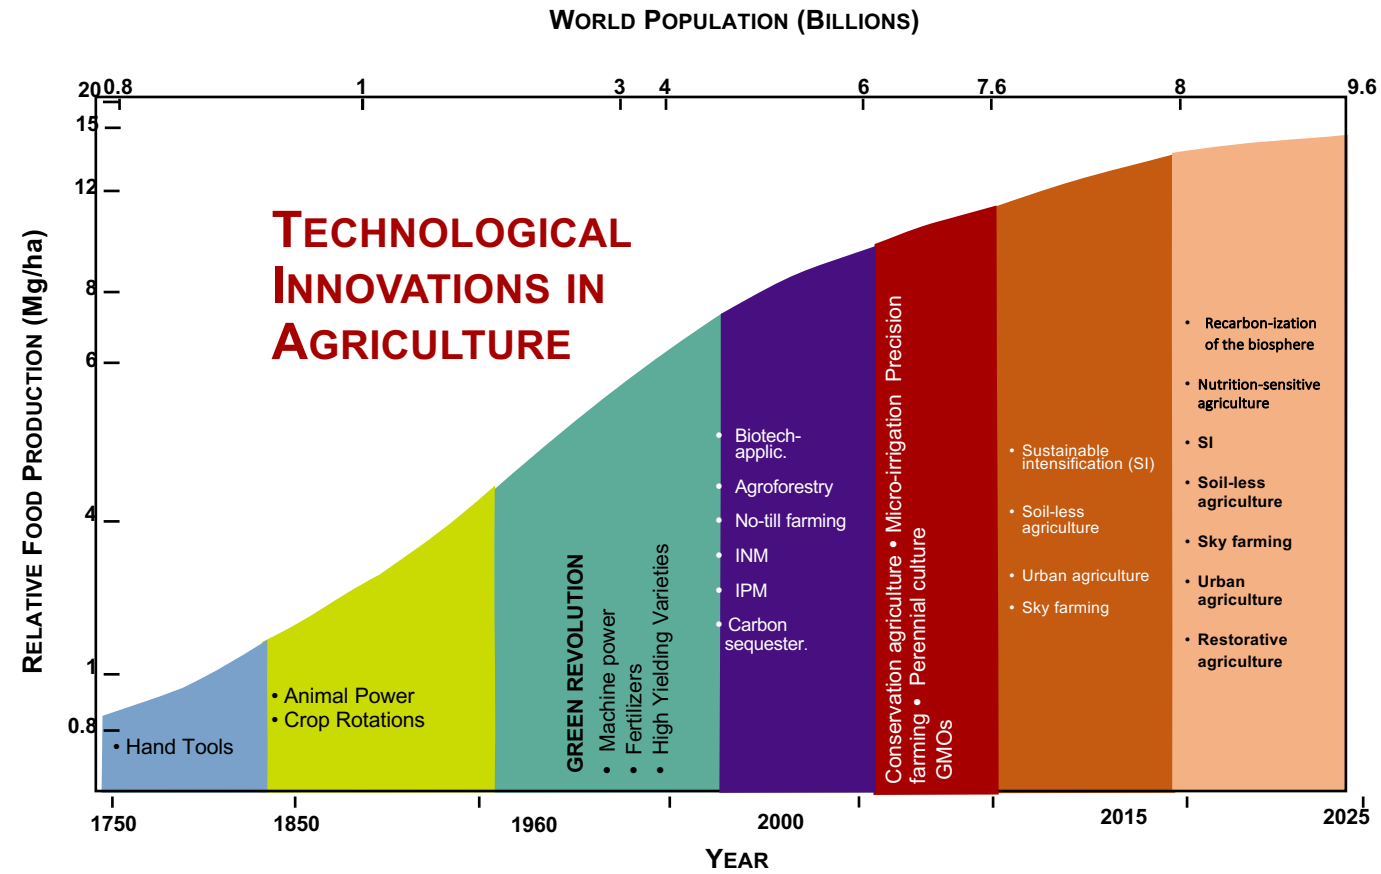 WORLD POPULATION (BILLIONS)
0.8 1 3 4 6 7.6 8 9.6
20
15
12
8
6
4
1
0.8
RELATIVE FOOD PRODUCTION (Mg/ha)
TECHNOLOGICAL
INNOVATIONS IN
AGRICULTURE
• Hand Tools
• Animal Power
• Crop Rotations
GREEN REVOLUTION
• Machine power
• Fertilizers
• High Yielding Varieties
• Biotech-
applic.
• Agroforestry
• No-till farming
• INM
• IPM
• Carbon
sequester.
Conservation agriculture • Micro-irrigation Precision
farming • Perennial culture
GMOs
• Sustainable
intensification (SI)
• Soil-less
agriculture
• Urban agriculture
• Sky farming
• Recarbon-ization
of the biosphere
• Nutrition-sensitive
agriculture
• SI
• Soil-less
agriculture
• Sky farming
• Urban
agriculture
• Restorative
agriculture
1750 1850 1960 2000 2015 2025
YEAR